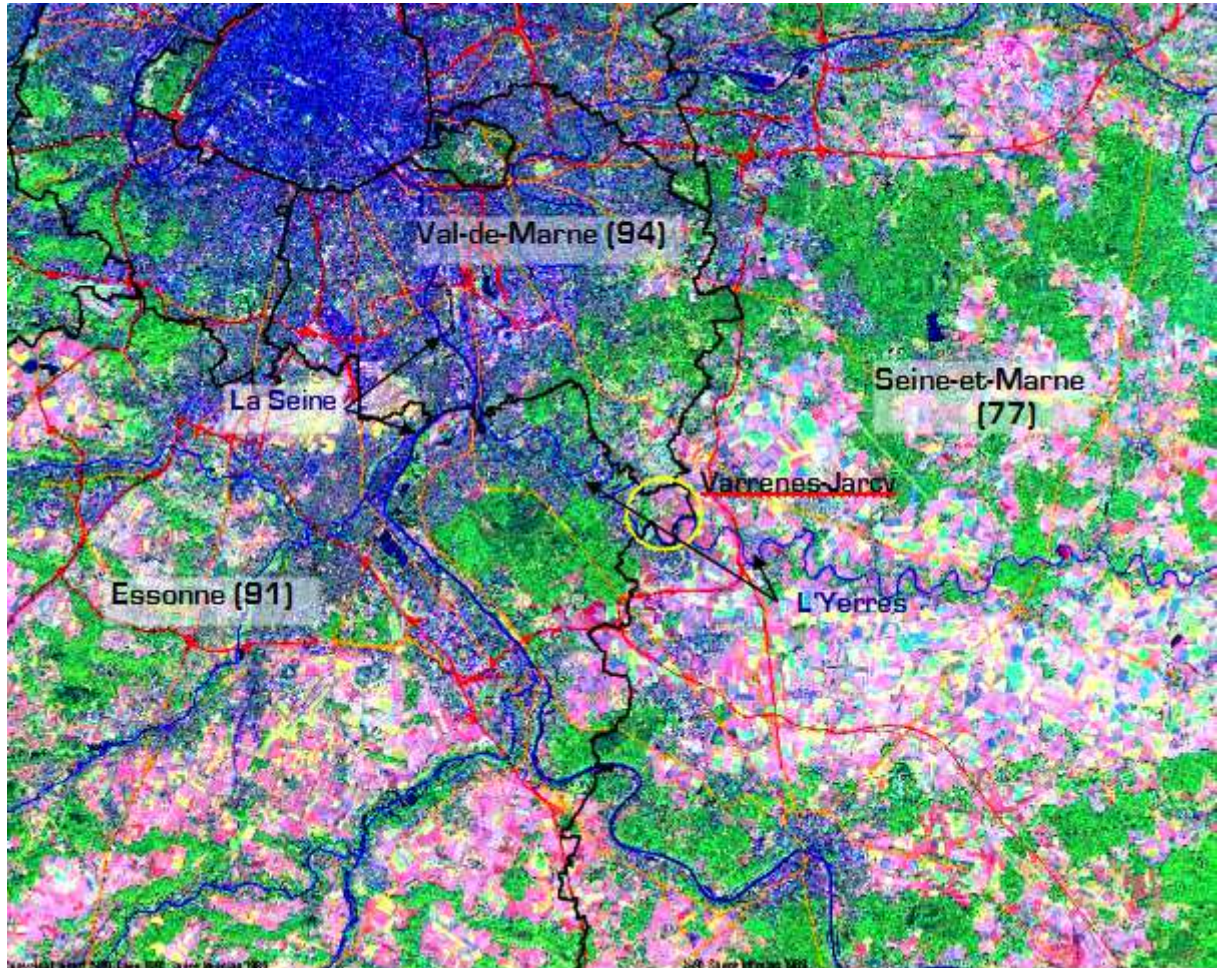 Val-de-Marne (94)
Seine-et-Marne
(77)
La Seine
Varrenes-Jarcy
Essonne (91)
L'Yerres